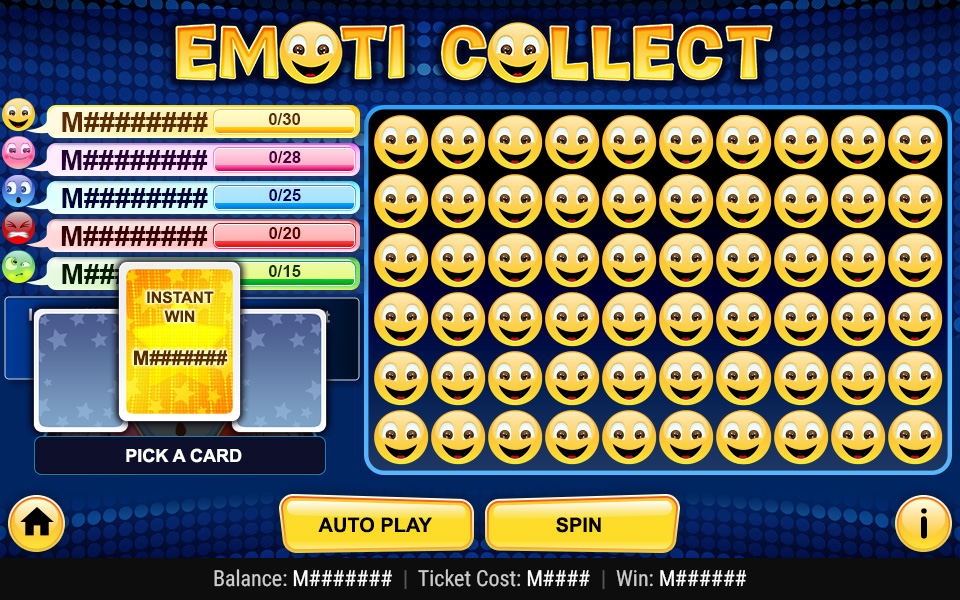 EMOTI COLLECT
M######## 0/30
M######## 0/28
M######## 0/25
M######## 0/20
M## 0/15
INSTANT
WIN
M#######
PICK A CARD
AUTO PLAY
SPIN
i
Balance: M####### | Ticket Cost: M#### | Win: M######